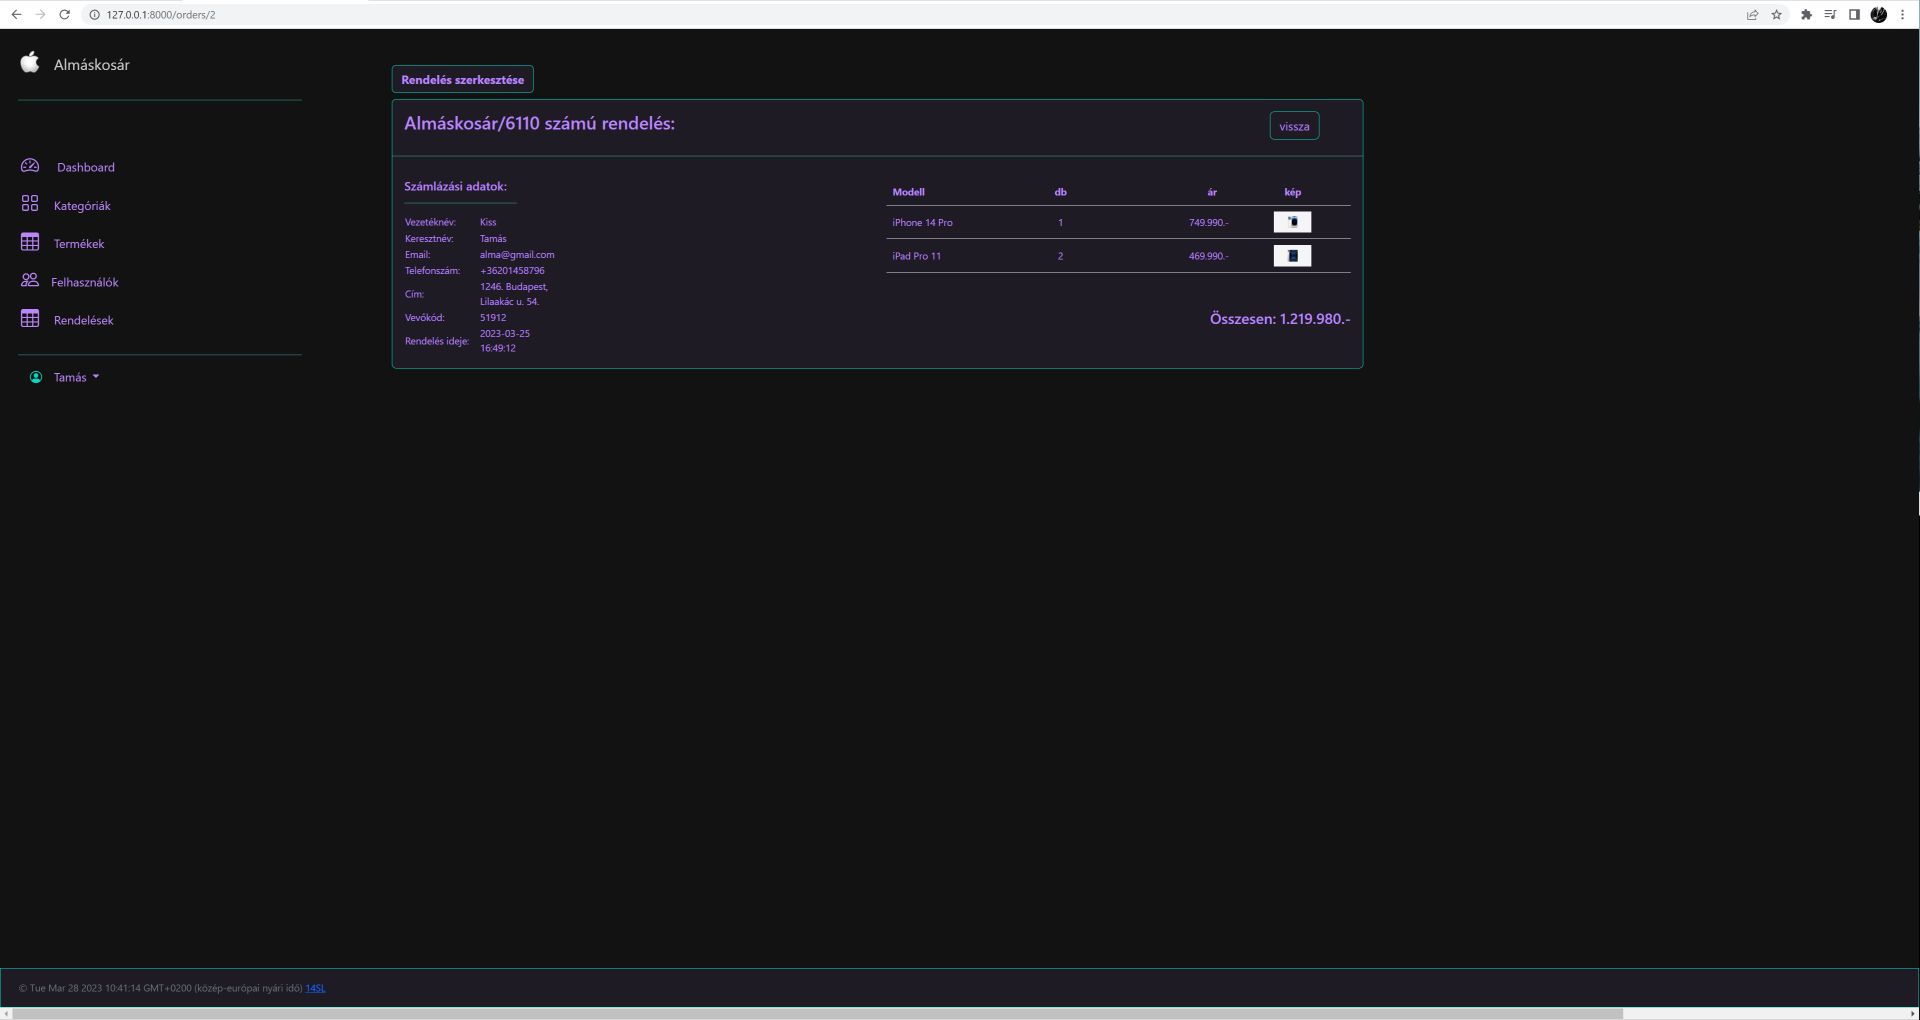 127.0.0.1:8000/orders/2
Almáskosár
Dashboard
Kategóriák
Termékek
Felhasználók
Rendelések
Tamás
Rendelés szerkesztése
Almáskosár/6110 számú rendelés:
vissza
Számlázási adatok:
Vezetéknév: Kiss
Keresztnév: Tamás
Email: alma@gmail.com
Telefonszám: +36201458796
Cím: 1246. Budapest,
Lilaakác u. 54.
Vevőkód: 51912
Rendelés ideje: 2023-03-25
16:49:12
Modell db ár kép
iPhone 14 Pro 1 749.990.-
iPad Pro 11 2 469.990.-
Összesen: 1.219.980.-
© Tue Mar 28 2023 10:41:14 GMT+0200 (közép-európai nyári idő) 14SL